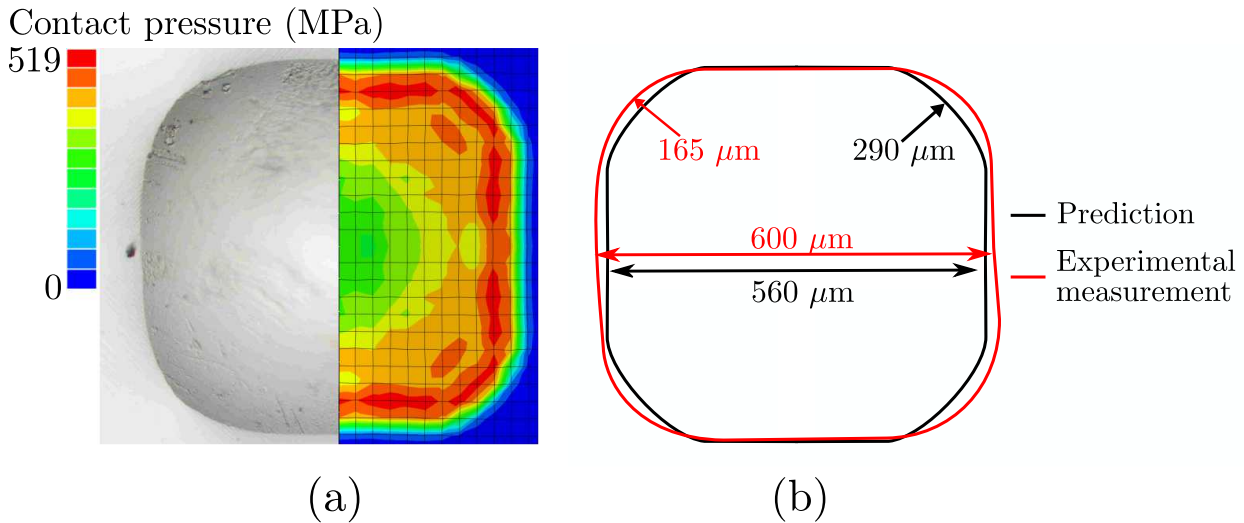 Contact pressure (MPa)
519
0
165 μm
290 μm
600 μm
560 μm
Prediction
Experimental
measurement
(a)
(b)